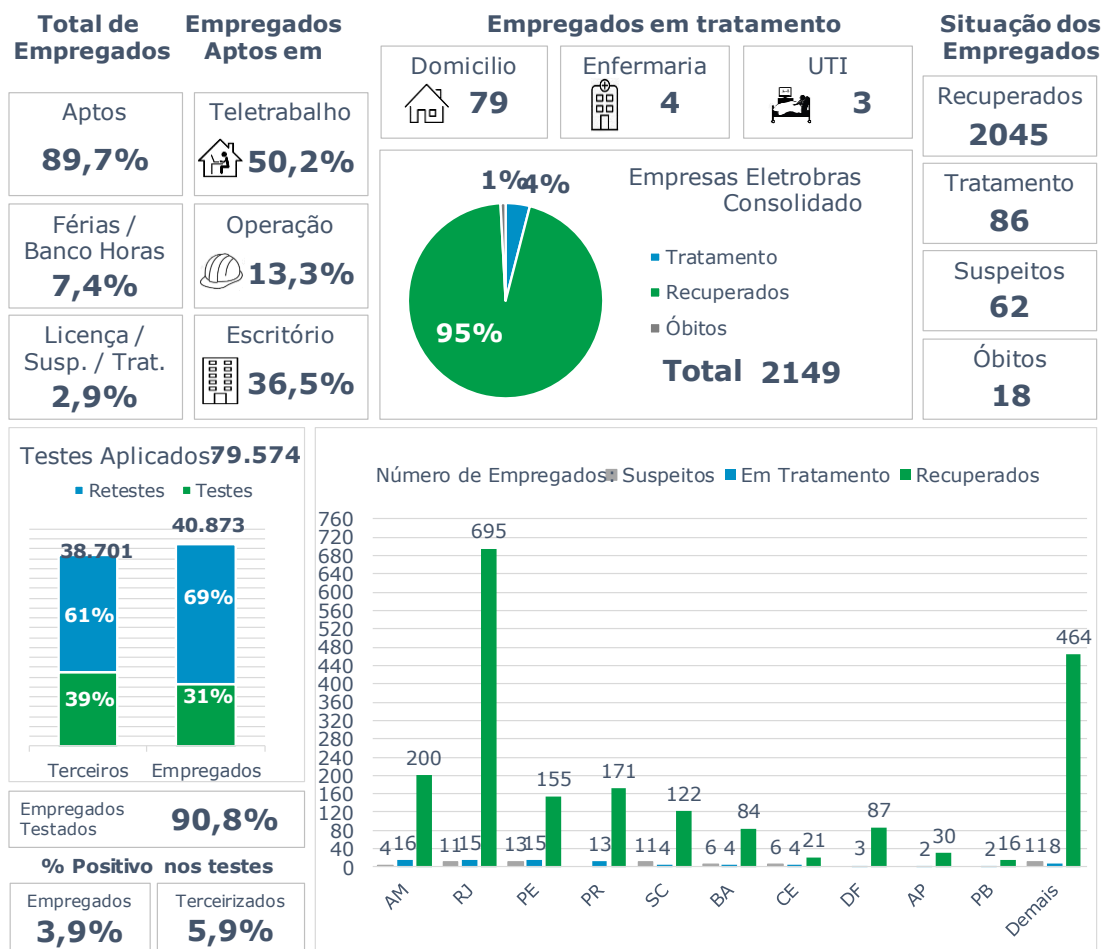 Total de
Empregados
Empregados
Aptos em
Empregados em tratamento
Situação dos
Empregados
Aptos
89,7%
Férias /
Banco Horas
7,4%
Licença /
Susp. / Trat.
2,9%
Teletrabalho
50,2%
Operação
13,3%
Escritório
36,5%
Domicilio
79
Enfermaria
4
UTI
3
1%
4%
95%
Empresas Eletrobras
Consolidado
Tratamento
Recuperados
Óbitos
Total 2149
Recuperados
2045
Tratamento
86
Suspeitos
62
Óbitos
18
Testes Aplicados: 79.574
Retestes Testes
38.701
40.873
61%
69%
39%
31%
Terceiros Empregados
Empregados
Testados
90,8%
% Positivo nos testes
Empregados
3,9%
Terceirizados
5,9%
Número de Empregados: Suspeitos Em Tratamento Recuperados
760
720
680
640
600
560
520
480
440
400
360
320
280
240
200
160
120
80
40
0
4 16 200
11 15 695
13 15 155
13 171
11 4 122
6 4 84
6 4 21
3 87
2 30
2 16
11 8 464
AM RJ PE PR SC BA CE DF AP PB Demais